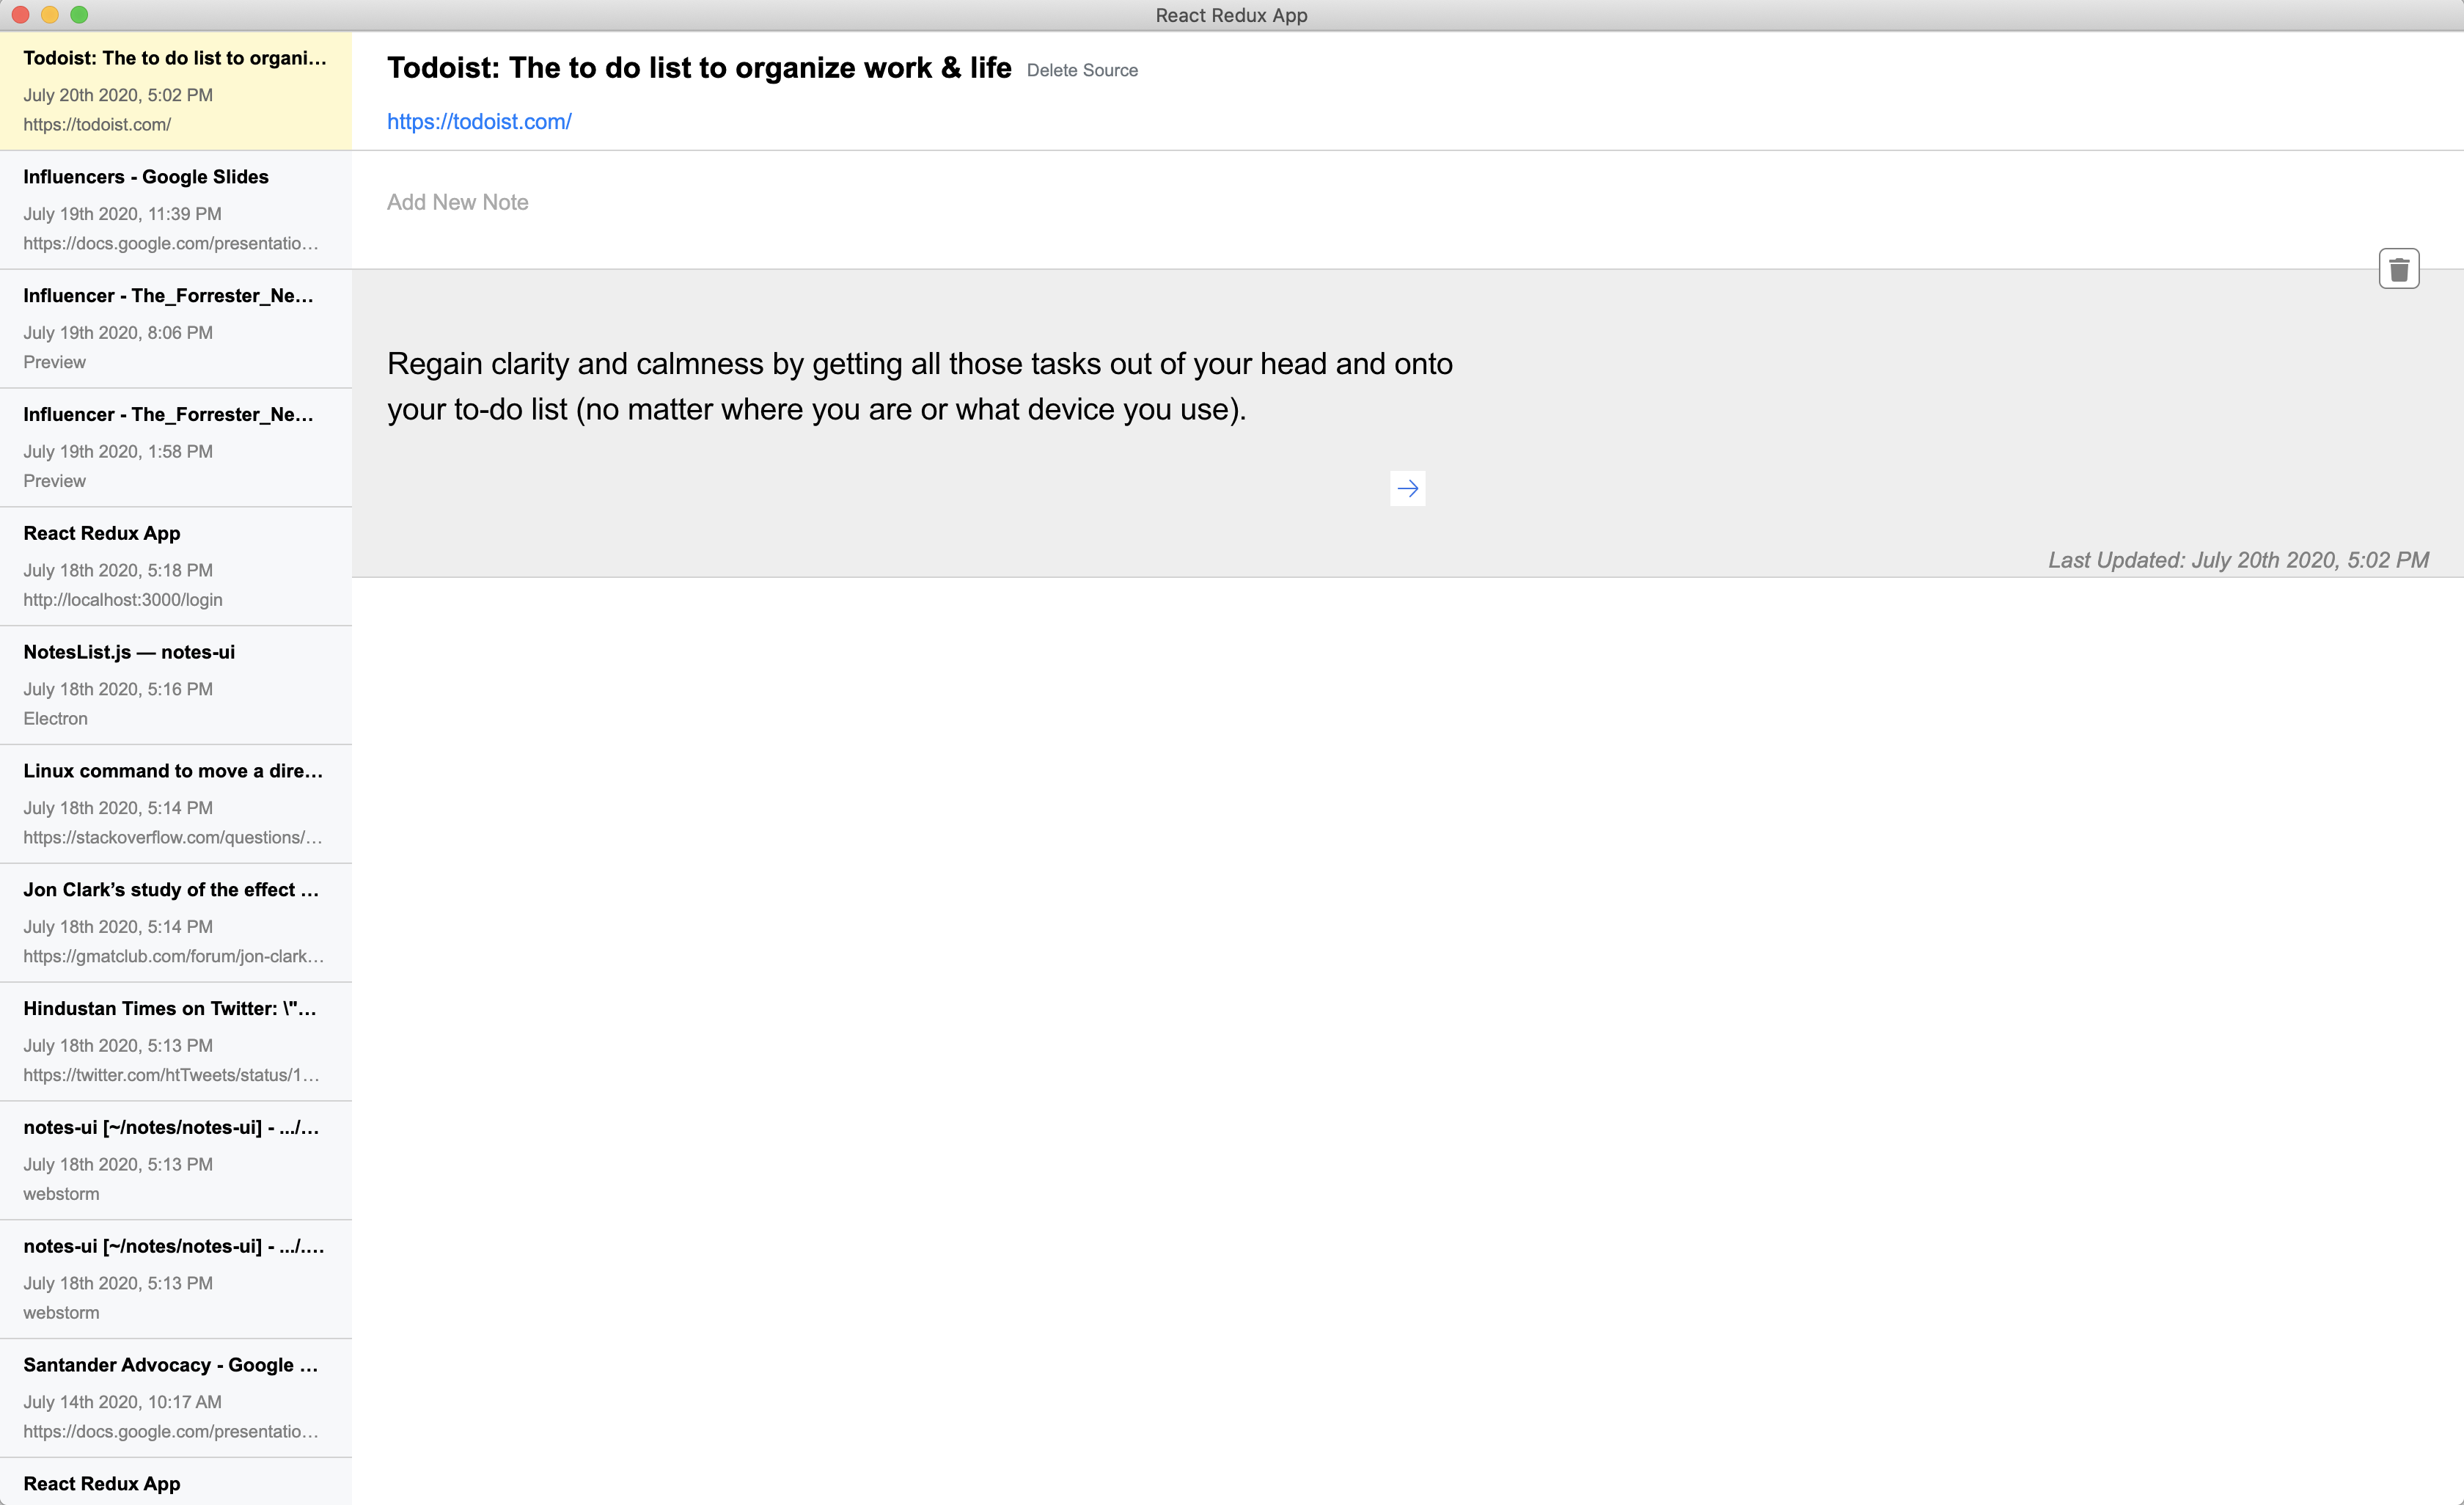 React Redux App
Todoist: The to do list to organi...
July 20th 2020, 5:02 PM
https://todoist.com/
Influencers - Google Slides
July 19th 2020, 11:39 PM
https://docs.google.com/presentatio...
Influencer - The_Forrester_Ne...
July 19th 2020, 8:06 PM
Preview
Influencer - The_Forrester_Ne...
July 19th 2020, 1:58 PM
Preview
React Redux App
July 18th 2020, 5:18 PM
http://localhost:3000/login
NotesList.js — notes-ui
July 18th 2020, 5:16 PM
Electron
Linux command to move a dire...
July 18th 2020, 5:14 PM
https://stackoverflow.com/questions/...
Jon Clark’s study of the effect ...
July 18th 2020, 5:14 PM
https://gmatclub.com/forum/jon-clark...
Hindustan Times on Twitter: \"...
July 18th 2020, 5:13 PM
https://twitter.com/htTweets/status/1...
notes-ui [~/notes/notes-ui] - .../...
July 18th 2020, 5:13 PM
webstorm
notes-ui [~/notes/notes-ui] - .../....
July 18th 2020, 5:13 PM
webstorm
Santander Advocacy - Google ...
July 14th 2020, 10:17 AM
https://docs.google.com/presentatio...
React Redux App
Todoist: The to do list to organize work & life Delete Source
https://todoist.com/
Add New Note
Regain clarity and calmness by getting all those tasks out of your head and onto
your to-do list (no matter where you are or what device you use).
Last Updated: July 20th 2020, 5:02 PM